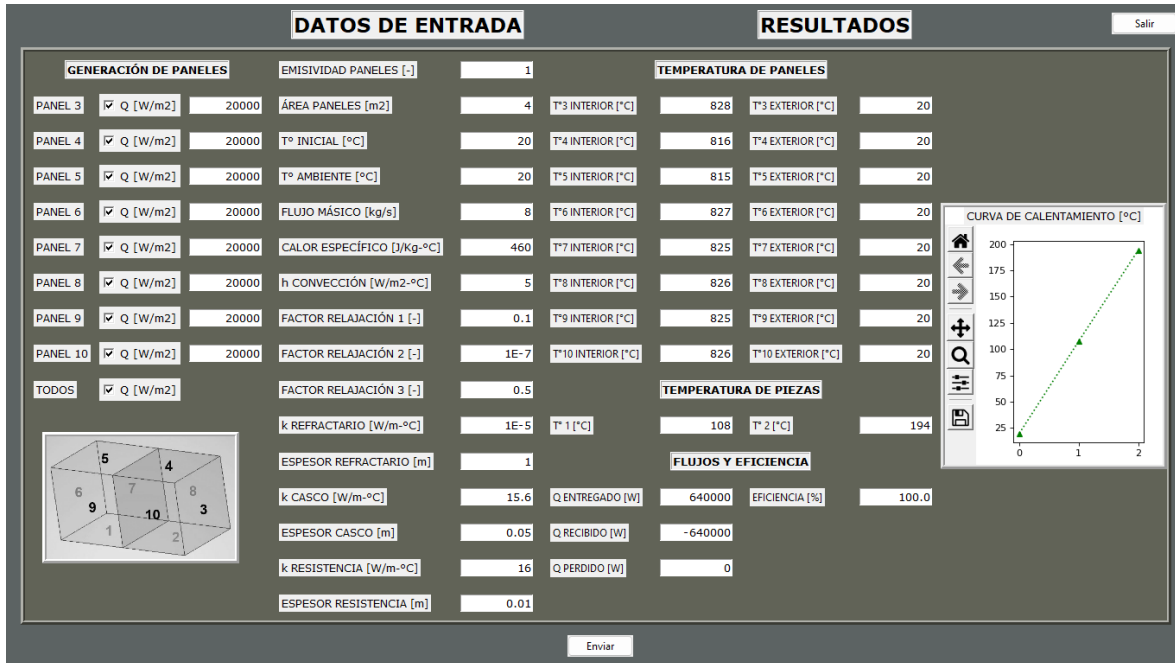 DATOS DE ENTRADA RESULTADOS Salir
GENERACIÓN DE PANELES EMISIVIDAD PANELES [-] 1 TEMPERATURA DE PANELES
PANEL 3 Q [W/m2] 20000 ÁREA PANELES [m2] 4 T°3 INTERIOR [°C] 828 T°3 EXTERIOR [°C] 20
PANEL 4 Q [W/m2] 20000 Tº INICIAL [ºC] 20 T°4 INTERIOR [°C] 816 T°4 EXTERIOR [°C] 20
PANEL 5 Q [W/m2] 20000 Tº AMBIENTE [ºC] 20 T°5 INTERIOR [°C] 815 T°5 EXTERIOR [°C] 20
PANEL 6 Q [W/m2] 20000 FLUJO MÁSICO [kg/s] 8 T°6 INTERIOR [°C] 827 T°6 EXTERIOR [°C] 20
PANEL 7 Q [W/m2] 20000 CALOR ESPECÍFICO [J/Kg-ºC] 460 T°7 INTERIOR [°C] 825 T°7 EXTERIOR [°C] 20
PANEL 8 Q [W/m2] 20000 h CONVECCIÓN [W/m2-ºC] 5 T°8 INTERIOR [°C] 826 T°8 EXTERIOR [°C] 20
PANEL 9 Q [W/m2] 20000 FACTOR RELAJACIÓN 1 [-] 0.1 T°9 INTERIOR [°C] 825 T°9 EXTERIOR [°C] 20
PANEL 10 Q [W/m2] 20000 FACTOR RELAJACIÓN 2 [-] 1E-7 T°10 INTERIOR [°C] 826 T°10 EXTERIOR [°C] 20
TODOS Q [W/m2] FACTOR RELAJACIÓN 3 [-] 0.5 TEMPERATURA DE PIEZAS
k REFRACTARIO [W/m-ºC] 1E-5 T° 1 [°C] 108 T° 2 [°C] 194
ESPESOR REFRACTARIO [m] 1 FLUJOS Y EFICIENCIA
k CASCO [W/m-ºC] 15.6 Q ENTREGADO [W] 640000 EFICIENCIA [%] 100.0
ESPESOR CASCO [m] 0.05 Q RECIBIDO [W] -640000
k RESISTENCIA [W/m-ºC] 16 Q PERDIDO [W] 0
ESPESOR RESISTENCIA [m] 0.01
5 4
6 7 8
9 10 3
1 2
CURVA DE CALENTAMIENTO [ºC]
200
175
150
125
100
75
50
25
0 1 2
Enviar